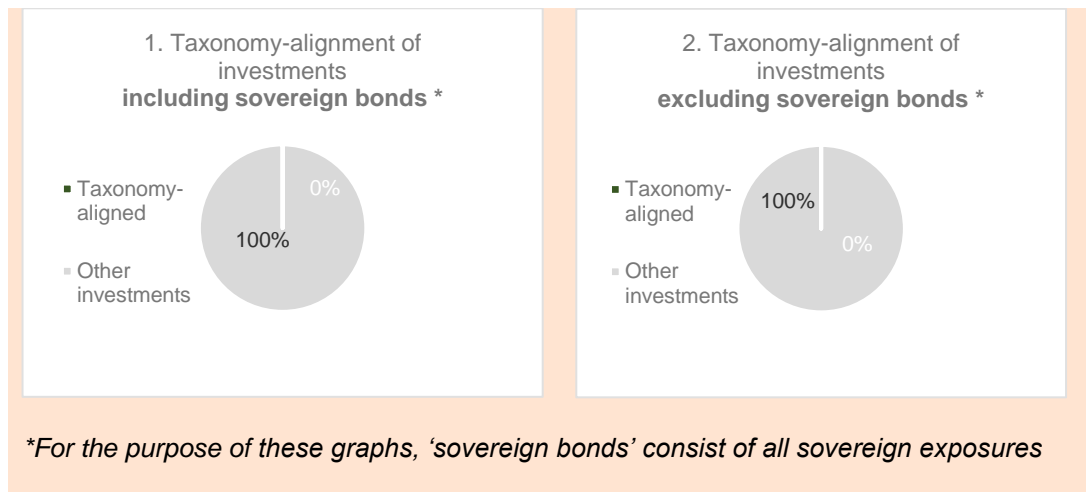 1. Taxonomy-alignment of
investments
including sovereign bonds *
Taxonomy-
aligned
Other
investments
0%
100%
2. Taxonomy-alignment of
investments
excluding sovereign bonds *
Taxonomy-
aligned
Other
investments
100%
0%
*For the purpose of these graphs, ‘sovereign bonds’ consist of all sovereign exposures